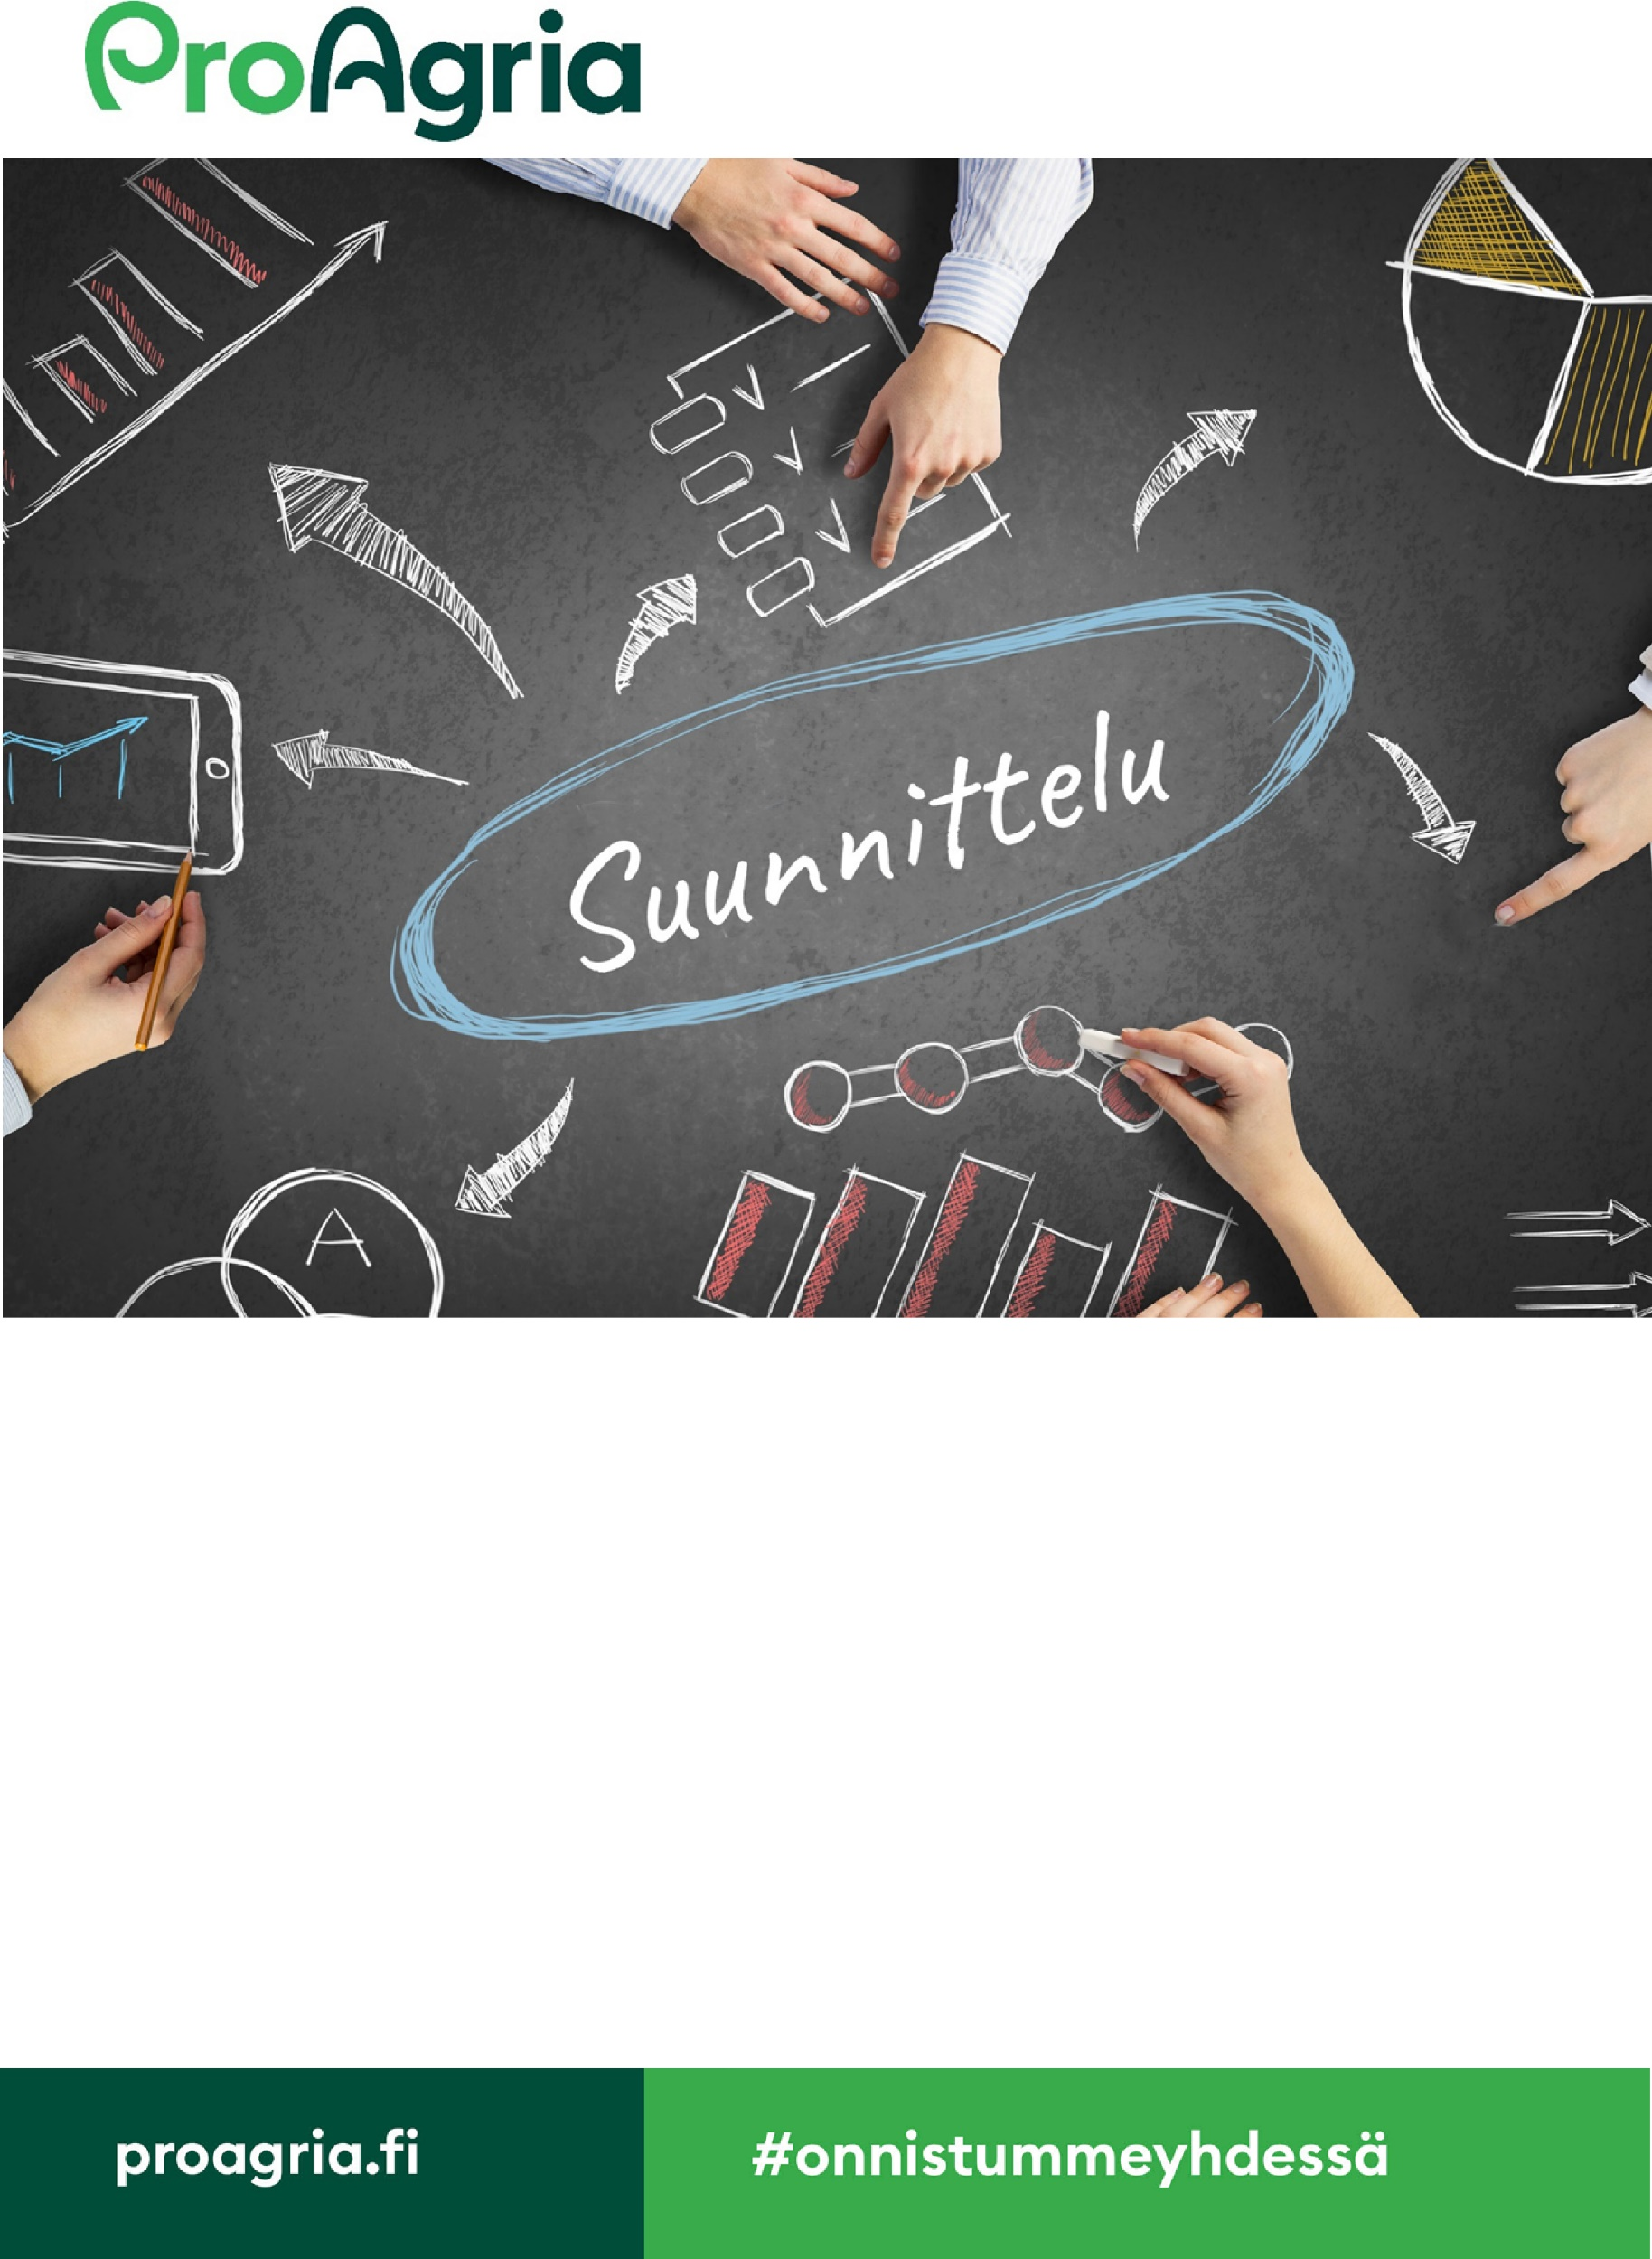 ProAgria
Suunnittelu
A
proagria.fi
#onnistummeyhdessä